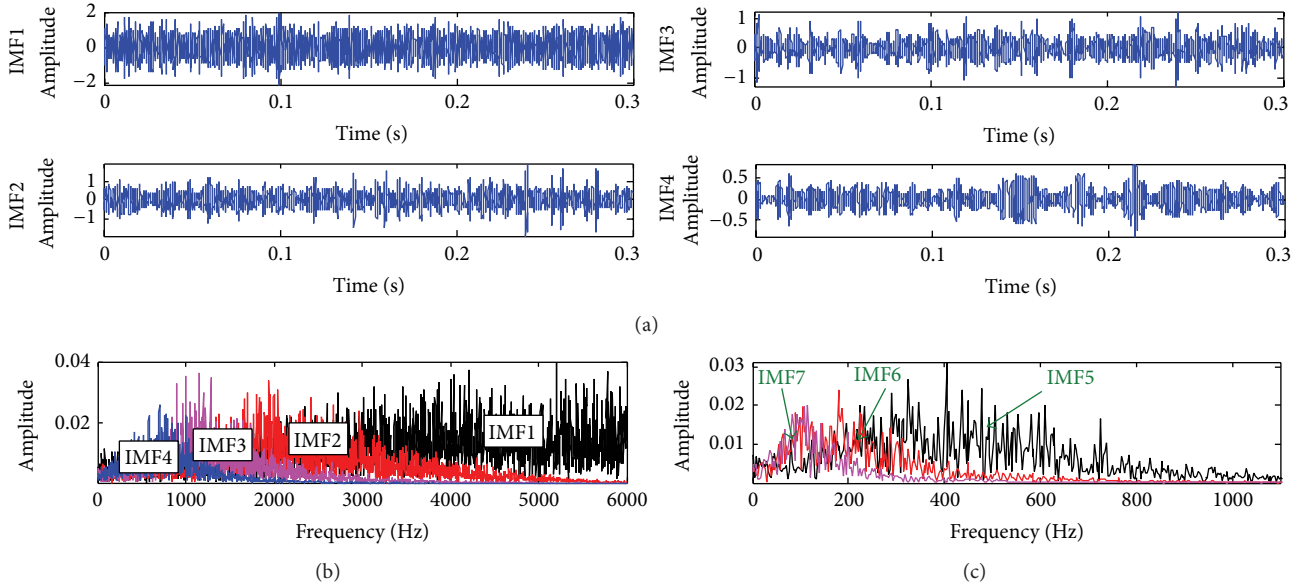 IMF1
Amplitude
2
0
−2
0
0.1
0.2
0.3
Time (s)
IMF3
Amplitude
1
0
−1
0
0.1
0.2
0.3
Time (s)
IMF2
Amplitude
1
−1
0
0.1
0.2
0.3
Time (s)
IMF4
Amplitude
0.5
−0.5
0
0.1
0.2
0.3
Time (s)
(a)
Amplitude
0.04
0.02
IMF4
IMF3
IMF2
IMF1
0
1000
2000
3000
4000
5000
6000
Frequency (Hz)
(b)
Amplitude
0.03
0.02
0.01
IMF7
IMF6
IMF5
0
200
400
600
800
1000
Frequency (Hz)
(c)